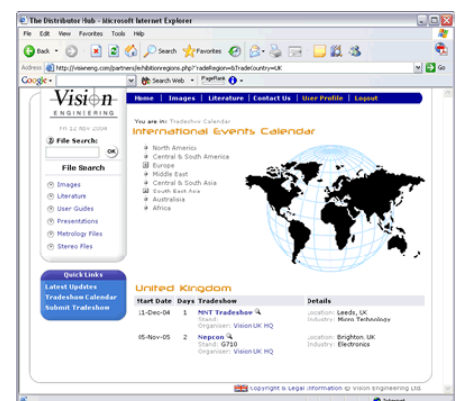 The Distributor Hub - Microsoft Internet Explorer
File Edit View Favorites Tools Help
Back Search Favorites
Address http://visioneng.com/partners/exhibitionregions.php?TradeRegion=&TradeCountry=UK Go
Google Search Web PageRank
Vision
ENGINEERING
Home | Images | Literature | Contact Us | User Profile | Logout
Fri 12 Nov 2004
You are in: Tradeshow Calendar
International Events Calendar
File Search:
OK
File Search
Images
Literature
User Guides
Presentations
Metrology Files
Stereo Files
North America
Central & South America
Europe
Middle East
Central & South Asia
South East Asia
Australisia
Africa
Quick Links
Latest Updates
Tradeshow Calendar
Submit Tradeshow
United Kingdom
Start Date Days Tradeshow Details
11-Dec-04 1 MNT Tradeshow Location: Leeds, UK
Stand: Industry: Micro Technology
Organiser: Vision UK HQ
05-Nov-05 2 Nepcon Location: Brighton, UK
Stand: G710 Industry: Electronics
Organiser: Vision UK HQ
Copyright & Legal Information © Vision Engineering Ltd.
Internet